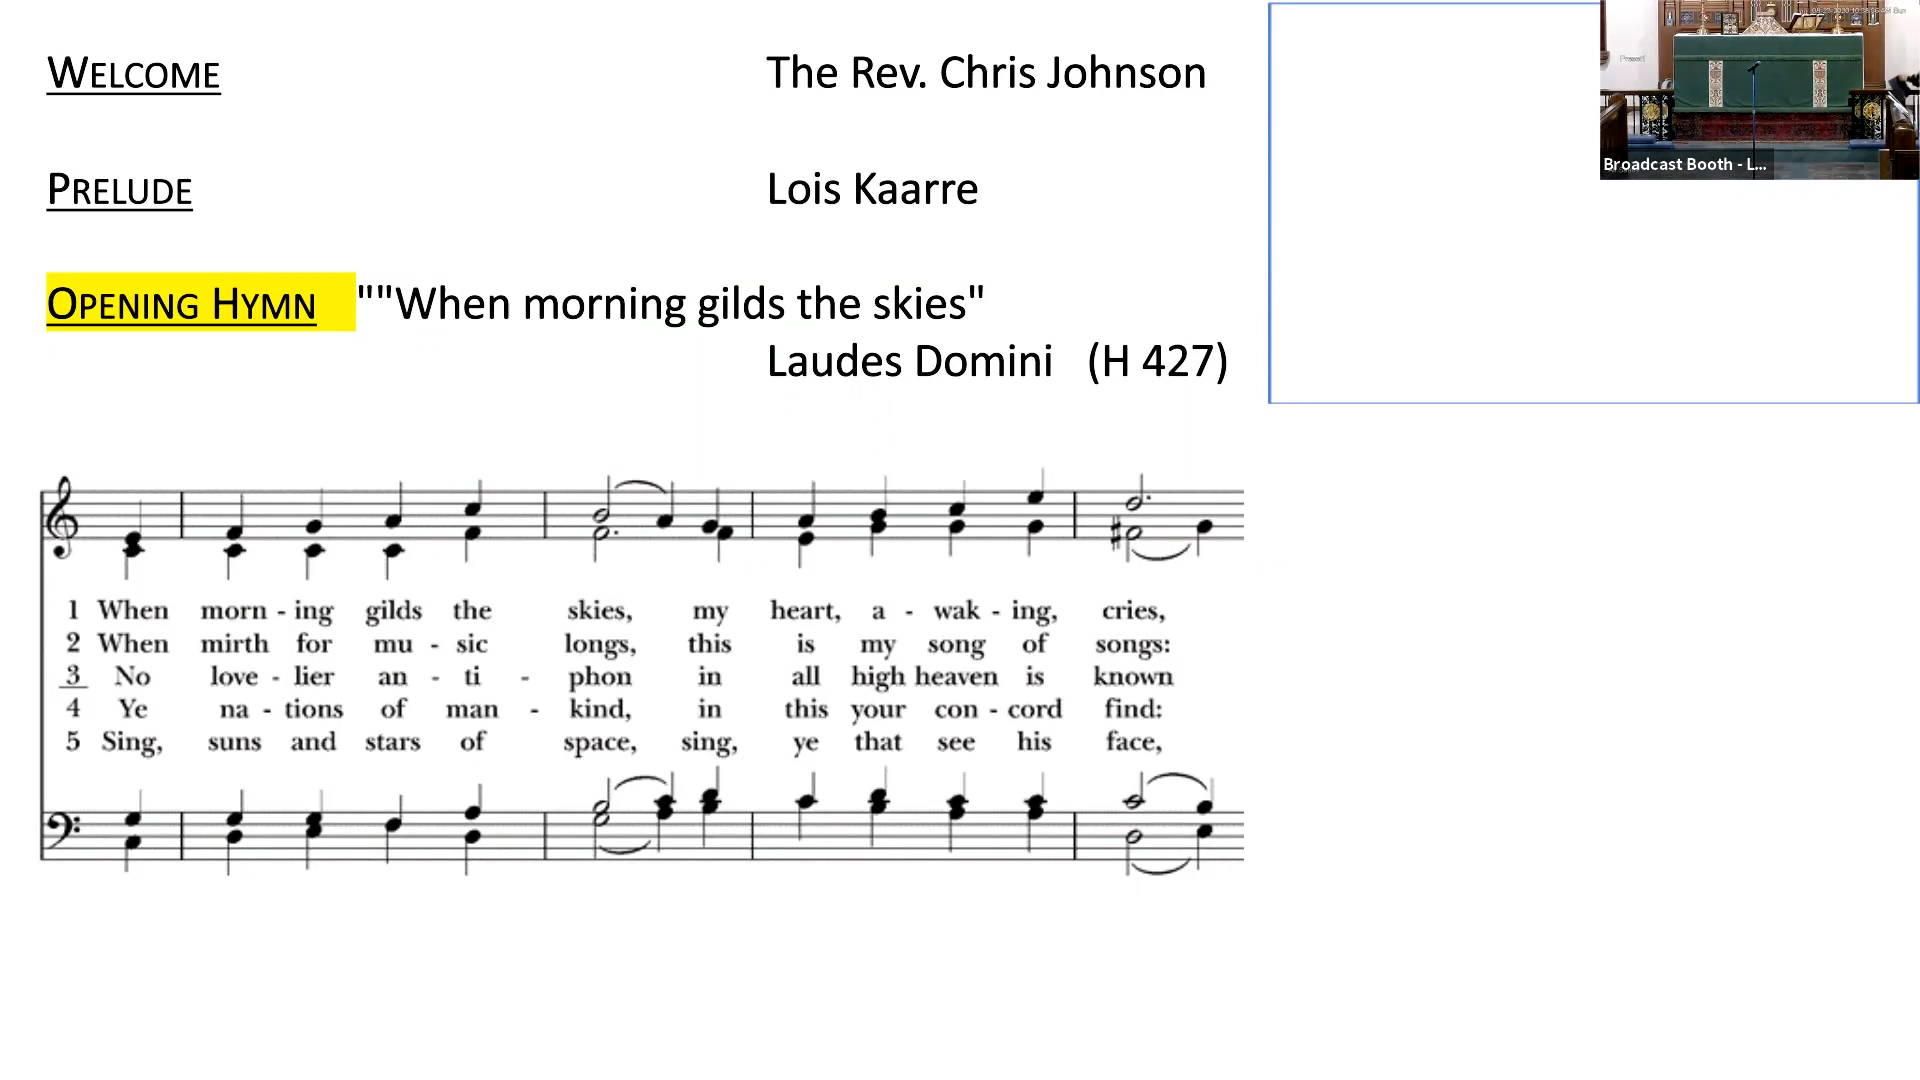 WELCOME The Rev. Chris Johnson
PRELUDE Lois Kaarre
OPENING HYMN ""When morning gilds the skies"
Laudes Domini (H 427)
1 When morn - ing gilds the skies, my heart, a - wak - ing, cries,
2 When mirth for mu - sic longs, this is my song of songs:
3 No love - lier an - ti - phon in all high heaven is known
4 Ye na - tions of man - kind, in this your con - cord find:
5 Sing, suns and stars of space, sing, ye that see his face,
Broadcast Booth - L...